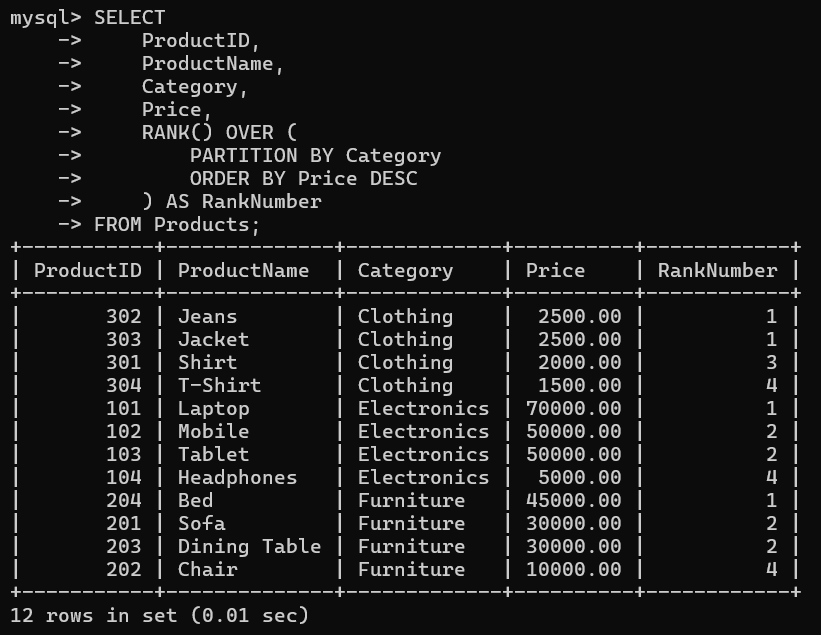 mysql> SELECT
    ->     ProductID,
    ->     ProductName,
    ->     Category,
    ->     Price,
    ->     RANK() OVER (
    ->         PARTITION BY Category
    ->         ORDER BY Price DESC
    ->     ) AS RankNumber
    -> FROM Products;
+-----------+--------------+-------------+----------+------------+
| ProductID | ProductName  | Category    | Price    | RankNumber |
+-----------+--------------+-------------+----------+------------+
|       302 | Jeans        | Clothing    |  2500.00 |          1 |
|       303 | Jacket       | Clothing    |  2500.00 |          1 |
|       301 | Shirt        | Clothing    |  2000.00 |          3 |
|       304 | T-Shirt      | Clothing    |  1500.00 |          4 |
|       101 | Laptop       | Electronics | 70000.00 |          1 |
|       102 | Mobile       | Electronics | 50000.00 |          2 |
|       103 | Tablet       | Electronics | 50000.00 |          2 |
|       104 | Headphones   | Electronics |  5000.00 |          4 |
|       204 | Bed          | Furniture   | 45000.00 |          1 |
|       201 | Sofa         | Furniture   | 30000.00 |          2 |
|       203 | Dining Table | Furniture   | 30000.00 |          2 |
|       202 | Chair        | Furniture   | 10000.00 |          4 |
+-----------+--------------+-------------+----------+------------+
12 rows in set (0.01 sec)